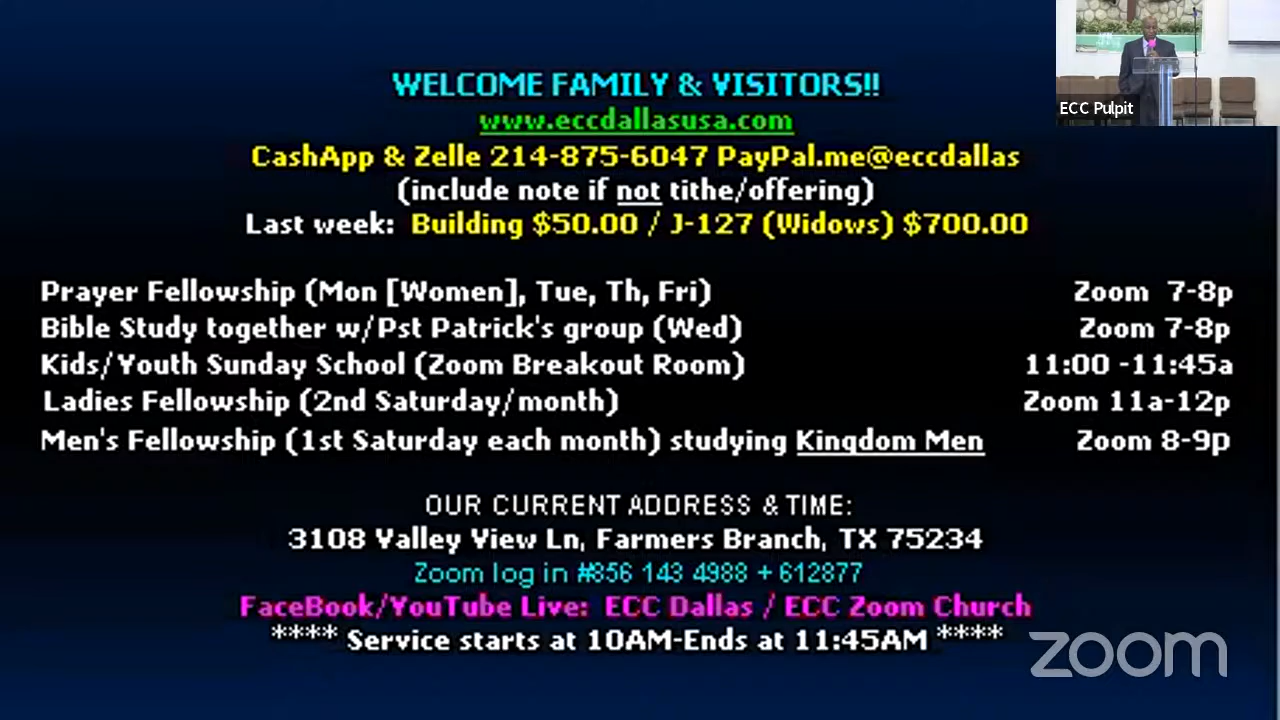 ECC Pulpit
WELCOME FAMILY & VISITORS!!
www.eccdallasusa.com
CashApp & Zelle 214-875-6047 PayPal.me@eccdallas
(include note if not tithe/offering)
Last week: Building $50.00 / J-127 (Widows) $700.00
Prayer Fellowship (Mon [Women], Tue, Th, Fri) Zoom 7-8p
Bible Study together w/Pst Patrick's group (Wed) Zoom 7-8p
Kids/Youth Sunday School (Zoom Breakout Room) 11:00 -11:45a
Ladies Fellowship (2nd Saturday/month) Zoom 11a-12p
Men's Fellowship (1st Saturday each month) studying Kingdom Men Zoom 8-9p
OUR CURRENT ADDRESS & TIME:
3108 Valley View Ln, Farmers Branch, TX 75234
Zoom log in #856 143 4988 + 612877
FaceBook/YouTube Live: ECC Dallas / ECC Zoom Church
**** Service starts at 10AM-Ends at 11:45AM ****
zoom